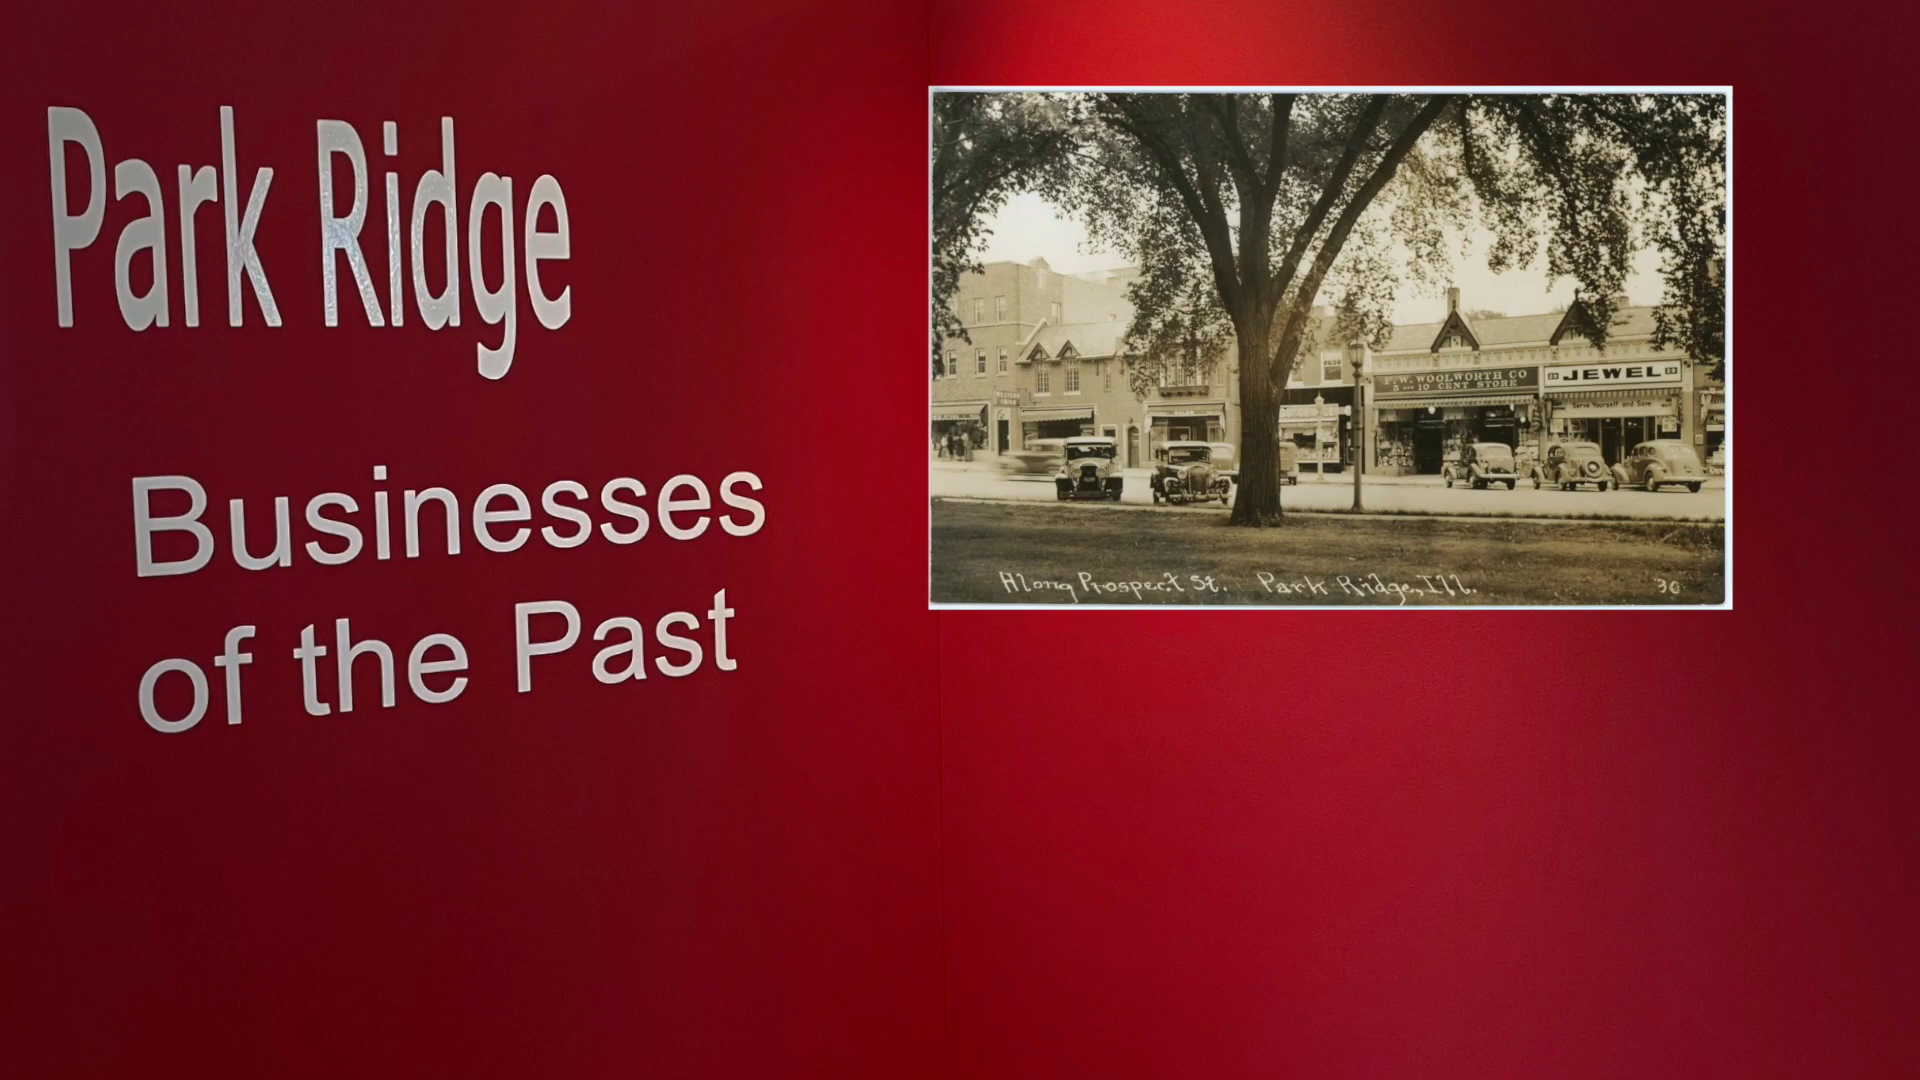 Park Ridge
Businesses
of the Past
F.W. WOOLWORTH CO
5 AND 10 CENT STORE
JEWEL
Serve Yourself and Save
Along Prospect St. Park Ridge, Ill.
30